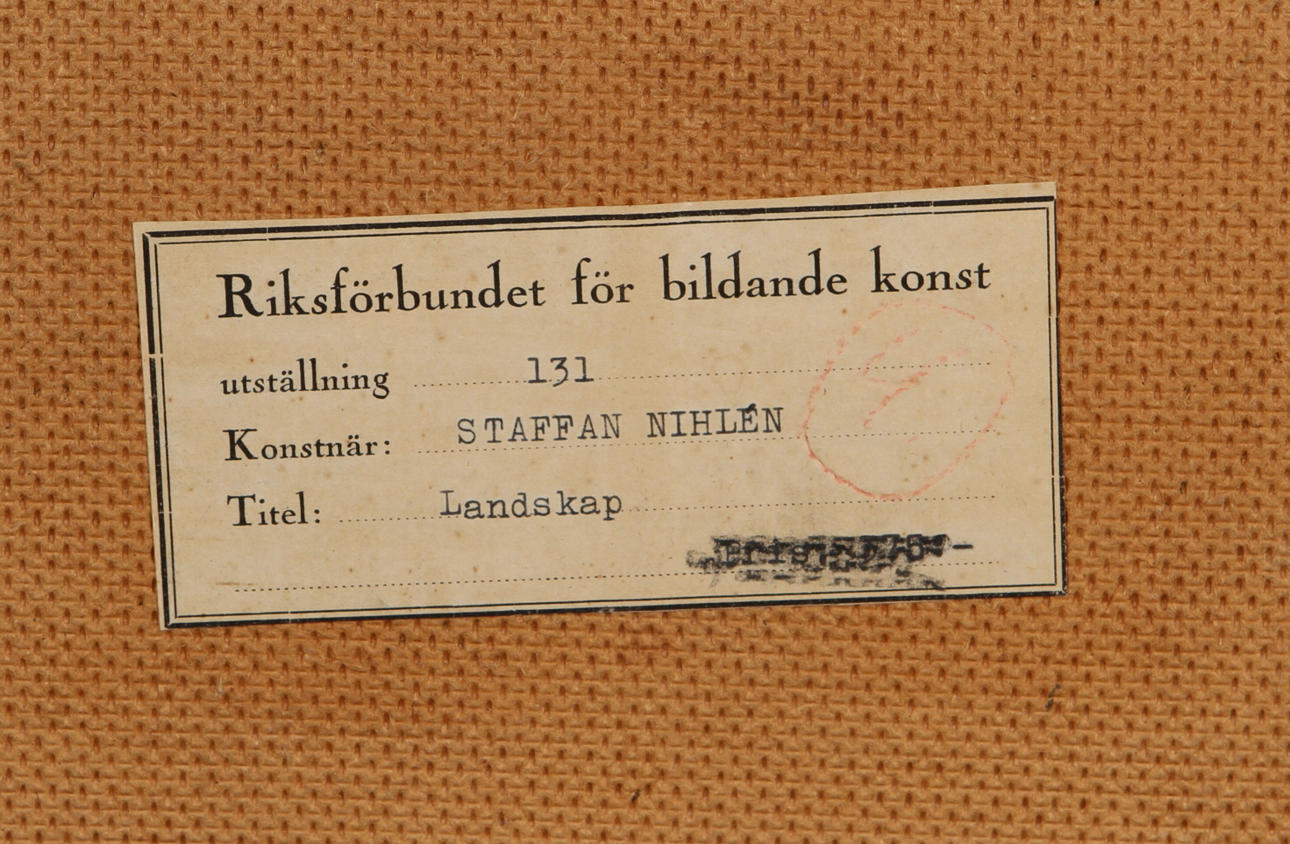 Riksförbundet för bildande konst
utställning 131
Konstnär: STAFFAN NIHLÉN
Titel: Landskap